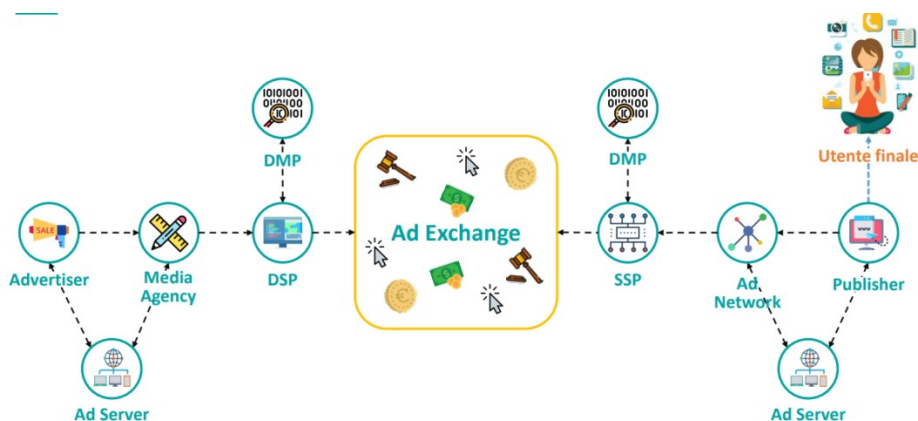 DMP
DMP
Utente finale
SALE
Ad Exchange
WWW
Advertiser
Media
Agency
DSP
SSP
Ad
Network
Publisher
Ad Server
Ad Server